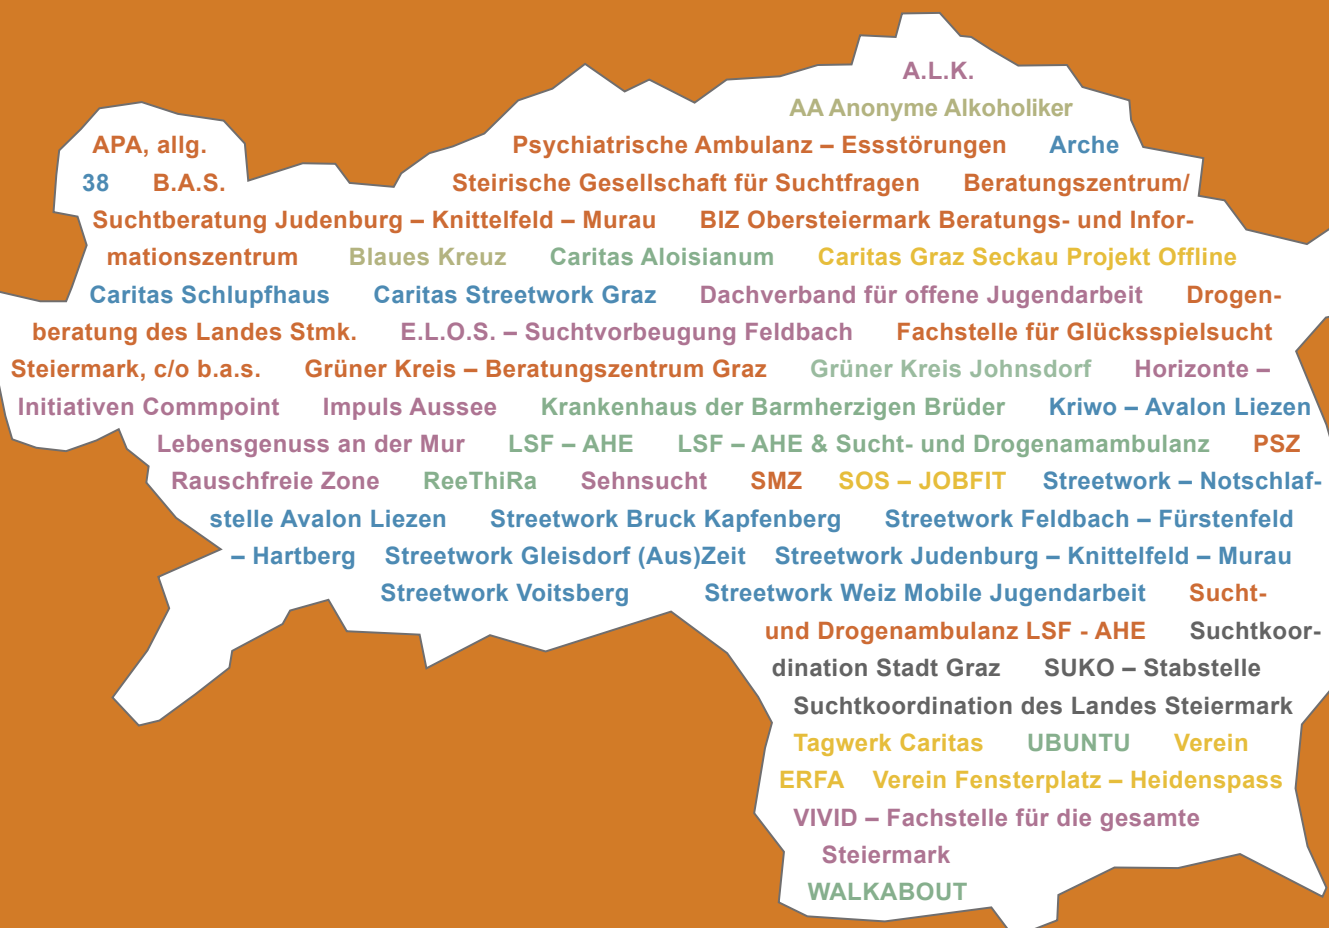 A.L.K.
AA Anonyme Alkoholiker
APA, allg. Psychiatrische Ambulanz – Essstörungen Arche
38 B.A.S. Steirische Gesellschaft für Suchtfragen Beratungszentrum/
Suchtberatung Judenburg – Knittelfeld – Murau BIZ Obersteiermark Beratungs- und Infor-
mationszentrum Blaues Kreuz Caritas Aloisianum Caritas Graz Seckau Projekt Offline
Caritas Schlupfhaus Caritas Streetwork Graz Dachverband für offene Jugendarbeit Drogen-
beratung des Landes Stmk. E.L.O.S. – Suchtvorbeugung Feldbach Fachstelle für Glücksspielsucht
Steiermark, c/o b.a.s. Grüner Kreis – Beratungszentrum Graz Grüner Kreis Johnsdorf Horizonte –
Initiativen Commpoint Impuls Aussee Krankenhaus der Barmherzigen Brüder Kriwo – Avalon Liezen
Lebensgenuss an der Mur LSF – AHE LSF – AHE & Sucht- und Drogenamambulanz PSZ
Rauschfreie Zone ReeThiRa Sehnsucht SMZ SOS – JOBFIT Streetwork – Notschlaf-
stelle Avalon Liezen Streetwork Bruck Kapfenberg Streetwork Feldbach – Fürstenfeld
– Hartberg Streetwork Gleisdorf (Aus)Zeit Streetwork Judenburg – Knittelfeld – Murau
Streetwork Voitsberg Streetwork Weiz Mobile Jugendarbeit Sucht-
und Drogenambulanz LSF - AHE Suchtkoor-
dination Stadt Graz SUKO – Stabstelle
Suchtkoordination des Landes Steiermark
Tagwerk Caritas UBUNTU Verein
ERFA Verein Fensterplatz – Heidenspass
VIVID – Fachstelle für die gesamte
Steiermark
WALKABOUT